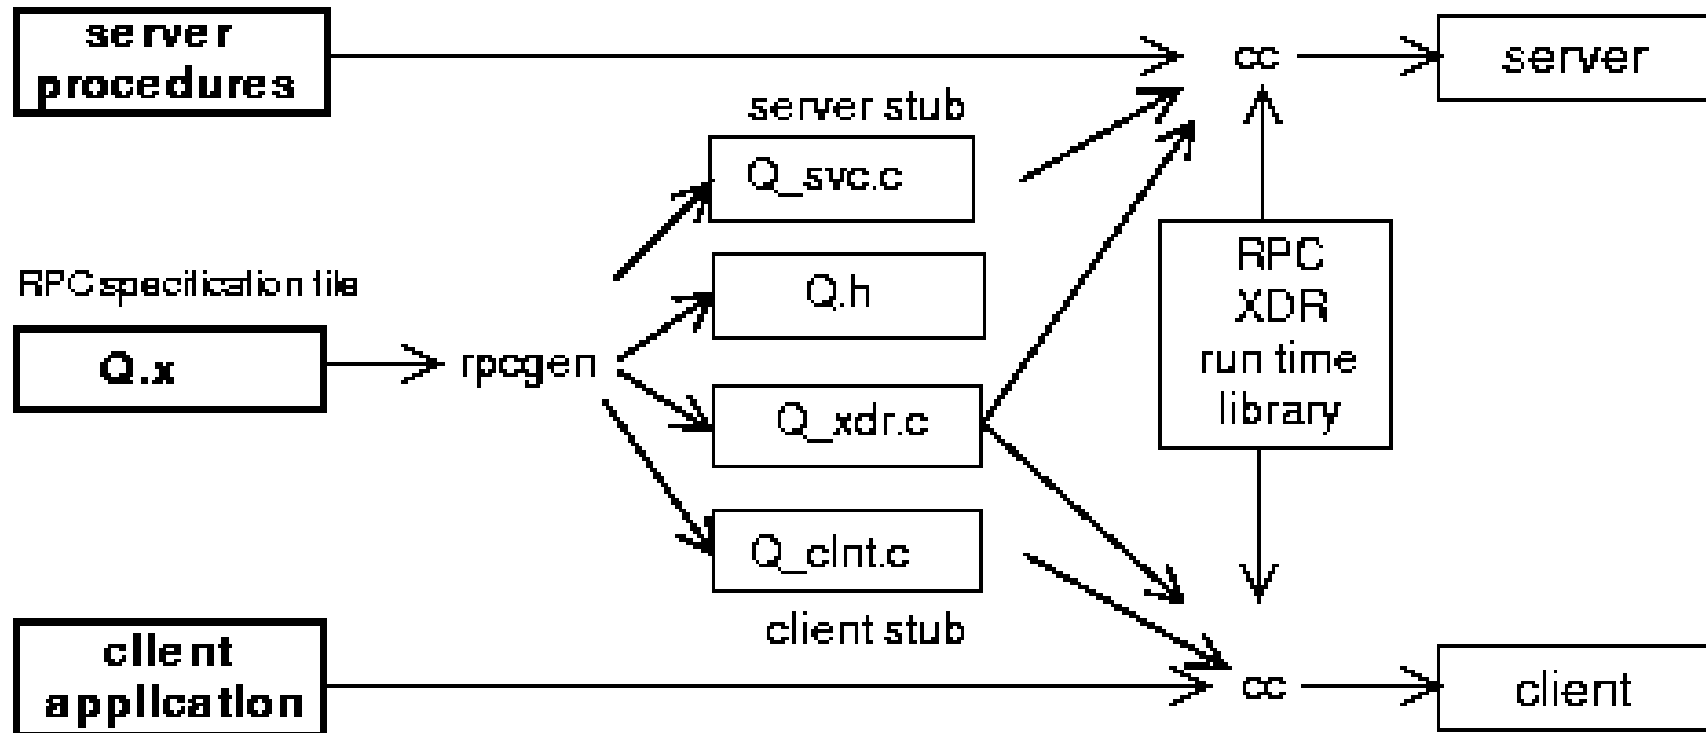 server
procedures
cc
server
server stub
Q_svc.c
RPC specification file
Q.h
RPC
XDR
run time
library
Q.x
rpcgen
Q_xdr.c
Q_clnt.c
client stub
client
application
cc
client